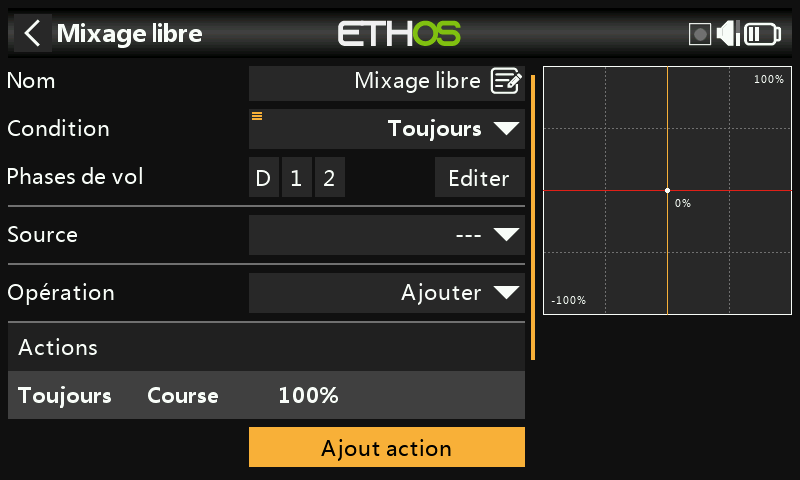 Mixage libre
ETHOS
Nom
Mixage libre
Condition
Toujours
Phases de vol
D 1 2
Editer
Source
---
Opération
Ajouter
Actions
Toujours Course 100%
Ajout action
100%
0%
-100%